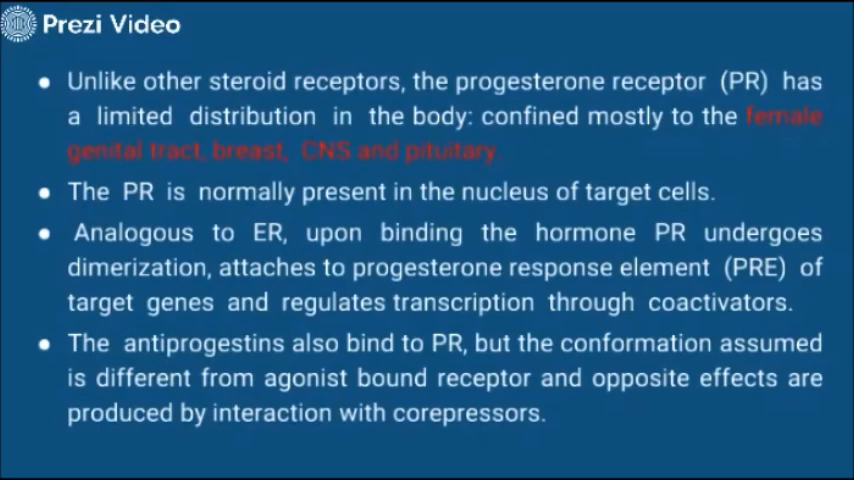 Prezi Video
● Unlike other steroid receptors, the progesterone receptor (PR) has
a limited distribution in the body: confined mostly to the female
genital tract, breast, CNS and pituitary.
● The PR is normally present in the nucleus of target cells.
● Analogous to ER, upon binding the hormone PR undergoes
dimerization, attaches to progesterone response element (PRE) of
target genes and regulates transcription through coactivators.
● The antiprogestins also bind to PR, but the conformation assumed
is different from agonist bound receptor and opposite effects are
produced by interaction with corepressors.